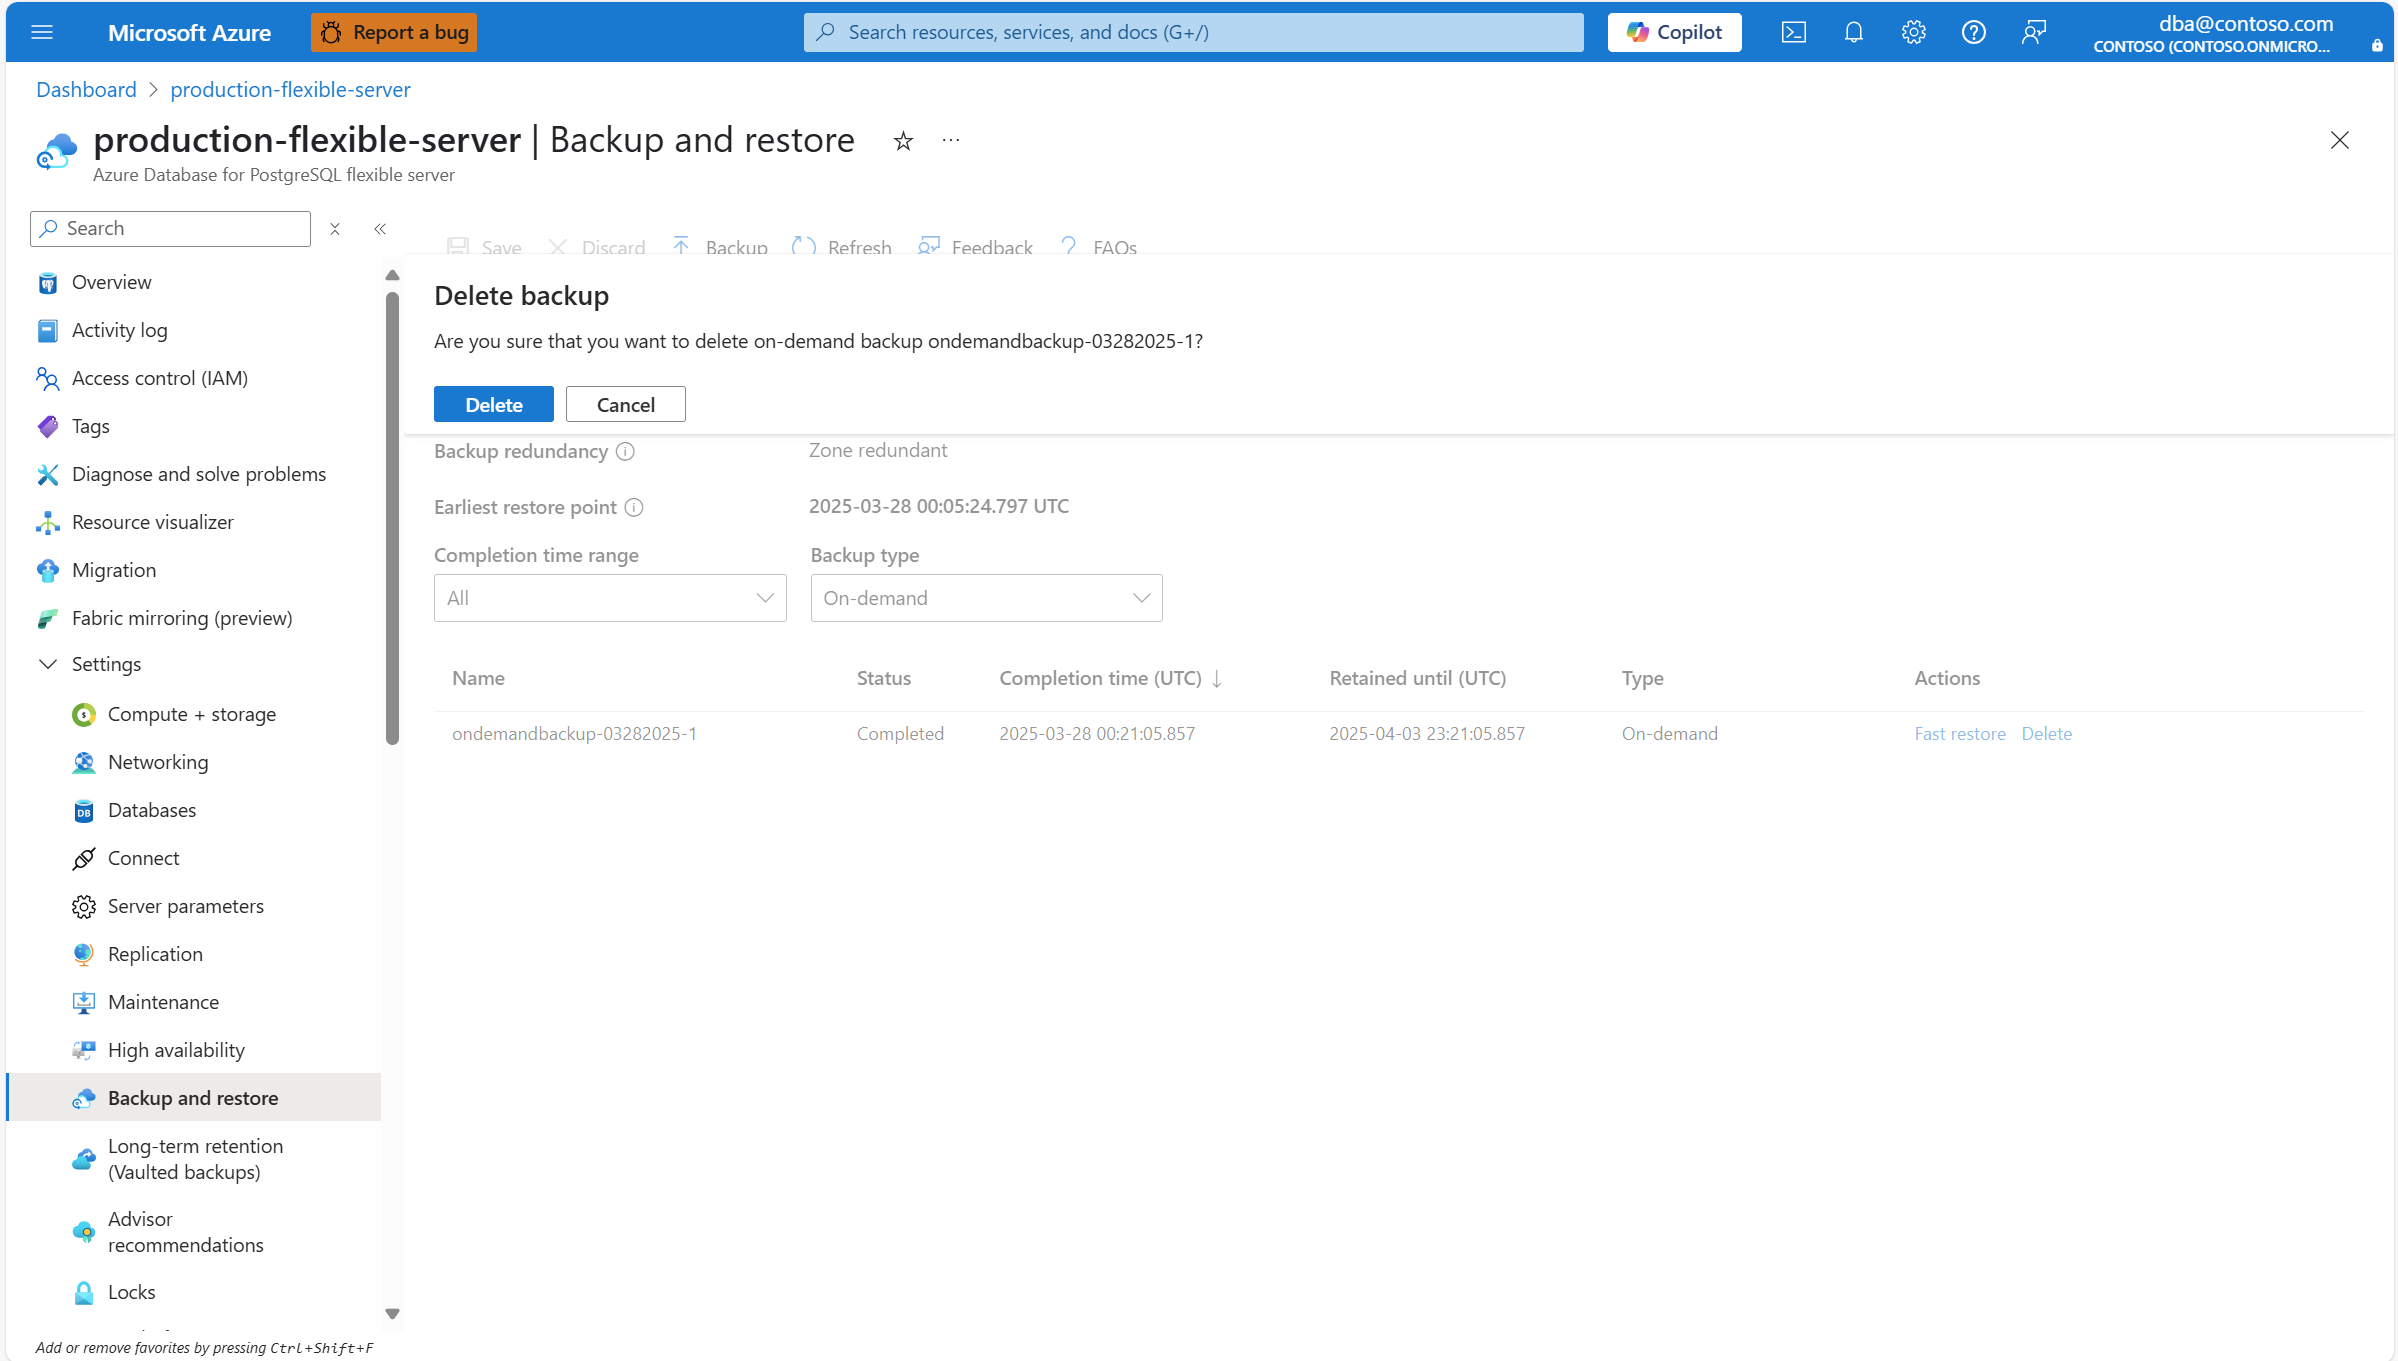 Microsoft Azure
Report a bug
Search resources, services, and docs (G+/)
Copilot
dba@contoso.com
CONTOSO (CONTOSO.ONMICRO...
Dashboard > production-flexible-server
production-flexible-server | Backup and restore
Azure Database for PostgreSQL flexible server
Search
Overview
Activity log
Access control (IAM)
Tags
Diagnose and solve problems
Resource visualizer
Migration
Fabric mirroring (preview)
Settings
Compute + storage
Networking
Databases
Connect
Server parameters
Replication
Maintenance
High availability
Backup and restore
Long-term retention
(Vaulted backups)
Advisor
recommendations
Locks
Add or remove favorites by pressing Ctrl+Shift+F
Save Discard Backup Refresh Feedback FAQs
Delete backup
Are you sure that you want to delete on-demand backup ondemandbackup-03282025-1?
Delete Cancel
Backup redundancy Zone redundant
Earliest restore point 2025-03-28 00:05:24.797 UTC
Completion time range Backup type
All On-demand
Name Status Completion time (UTC) ↓ Retained until (UTC) Type Actions
ondemandbackup-03282025-1 Completed 2025-03-28 00:21:05.857 2025-04-03 23:21:05.857 On-demand Fast restore Delete